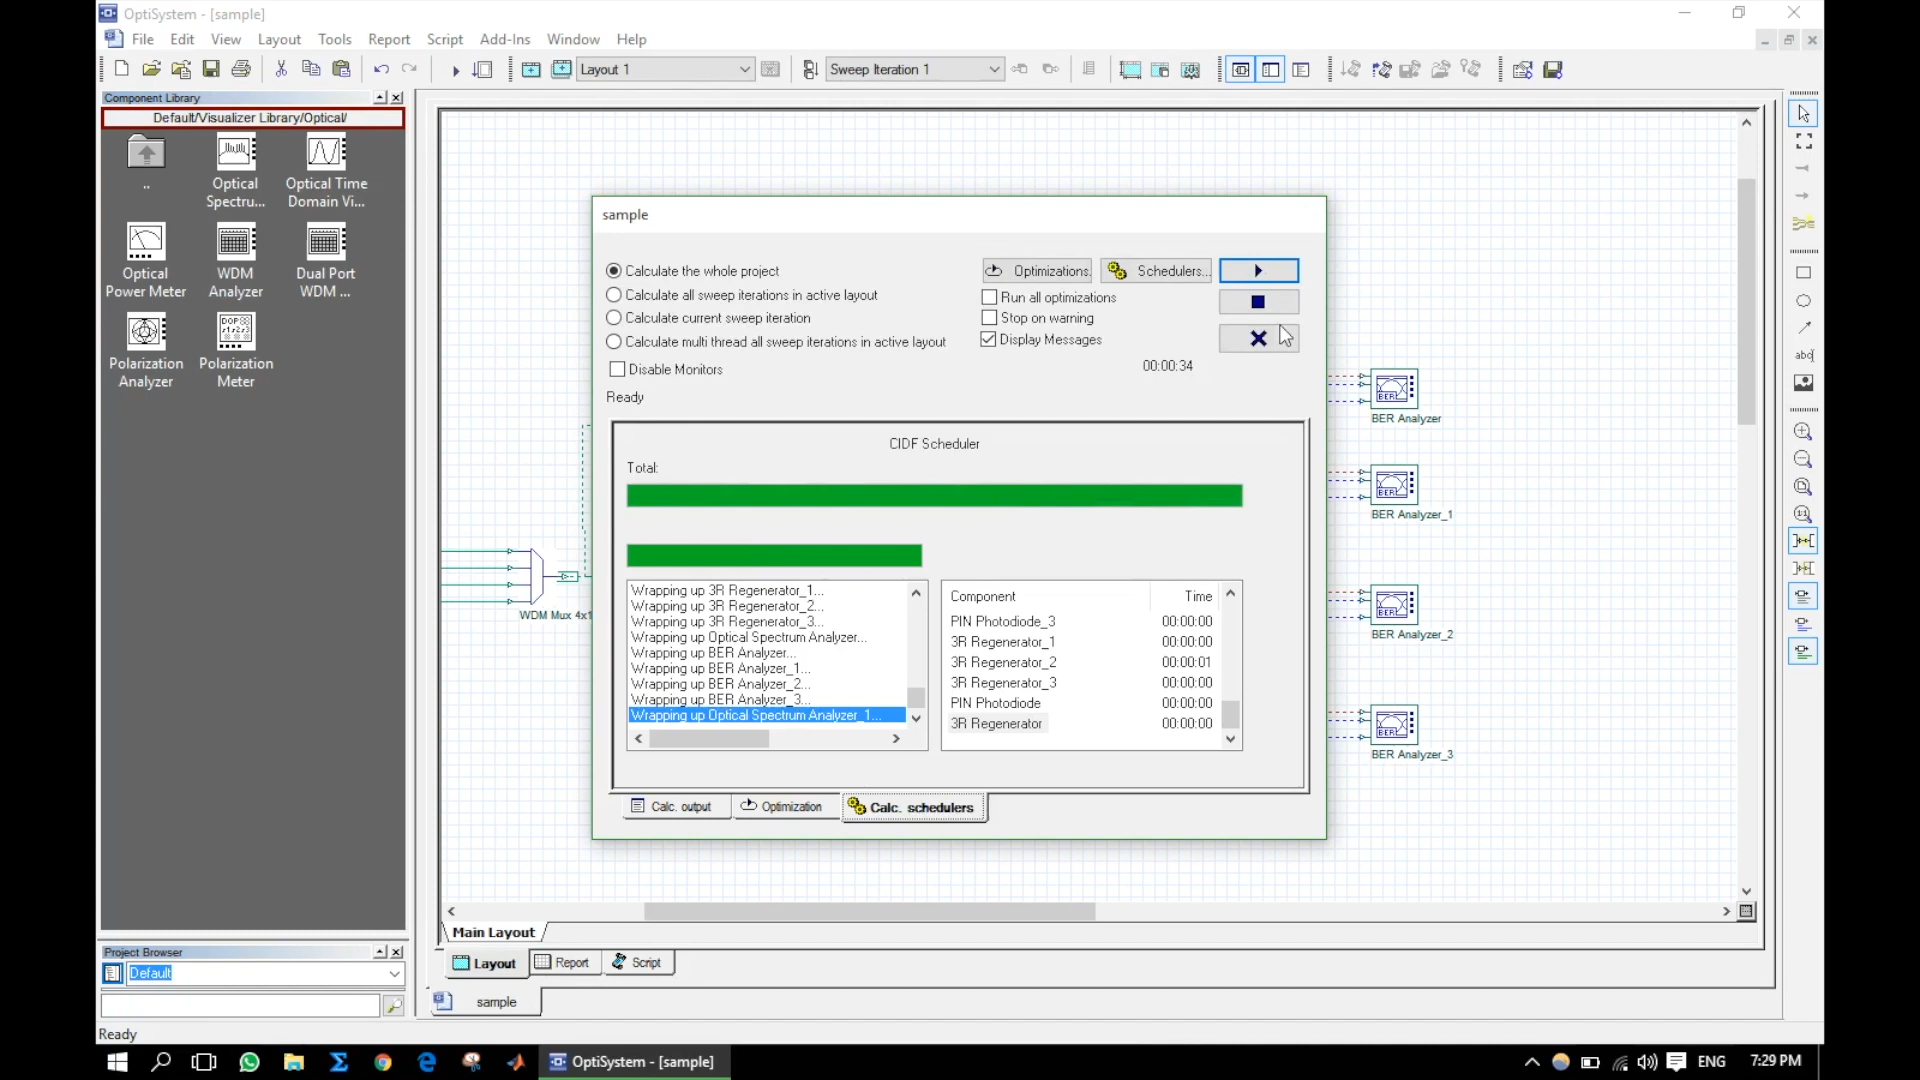 OptiSystem - [sample]
File Edit View Layout Tools Report Script Add-Ins Window Help
Layout 1
Sweep Iteration 1
Component Library
Default/Visualizer Library/Optical/
..
Optical Spectru...
Optical Time Domain Vi...
Optical Power Meter
WDM Analyzer
Dual Port WDM ...
Polarization Analyzer
Polarization Meter
sample
Calculate the whole project
Calculate all sweep iterations in active layout
Calculate current sweep iteration
Calculate multi thread all sweep iterations in active layout
Disable Monitors
Ready
Optimizations.
Schedulers...
Run all optimizations
Stop on warning
Display Messages
00:00:34
CIDF Scheduler
Total:
Wrapping up 3R Regenerator_1...
Wrapping up 3R Regenerator_2...
Wrapping up 3R Regenerator_3...
Wrapping up Optical Spectrum Analyzer...
Wrapping up BER Analyzer...
Wrapping up BER Analyzer_1...
Wrapping up BER Analyzer_2...
Wrapping up BER Analyzer_3...
Wrapping up Optical Spectrum Analyzer_1...
Component Time
PIN Photodiode_3 00:00:00
3R Regenerator_1 00:00:00
3R Regenerator_2 00:00:01
3R Regenerator_3 00:00:00
PIN Photodiode 00:00:00
3R Regenerator 00:00:00
Calc. output
Optimization
Calc. schedulers
WDM Mux 4x1
BER
BER Analyzer
BER
BER Analyzer_1
BER
BER Analyzer_2
BER
BER Analyzer_3
Main Layout
Layout Report Script
sample
Project Browser
Default
Ready
OptiSystem - [sample]
ENG
7:29 PM